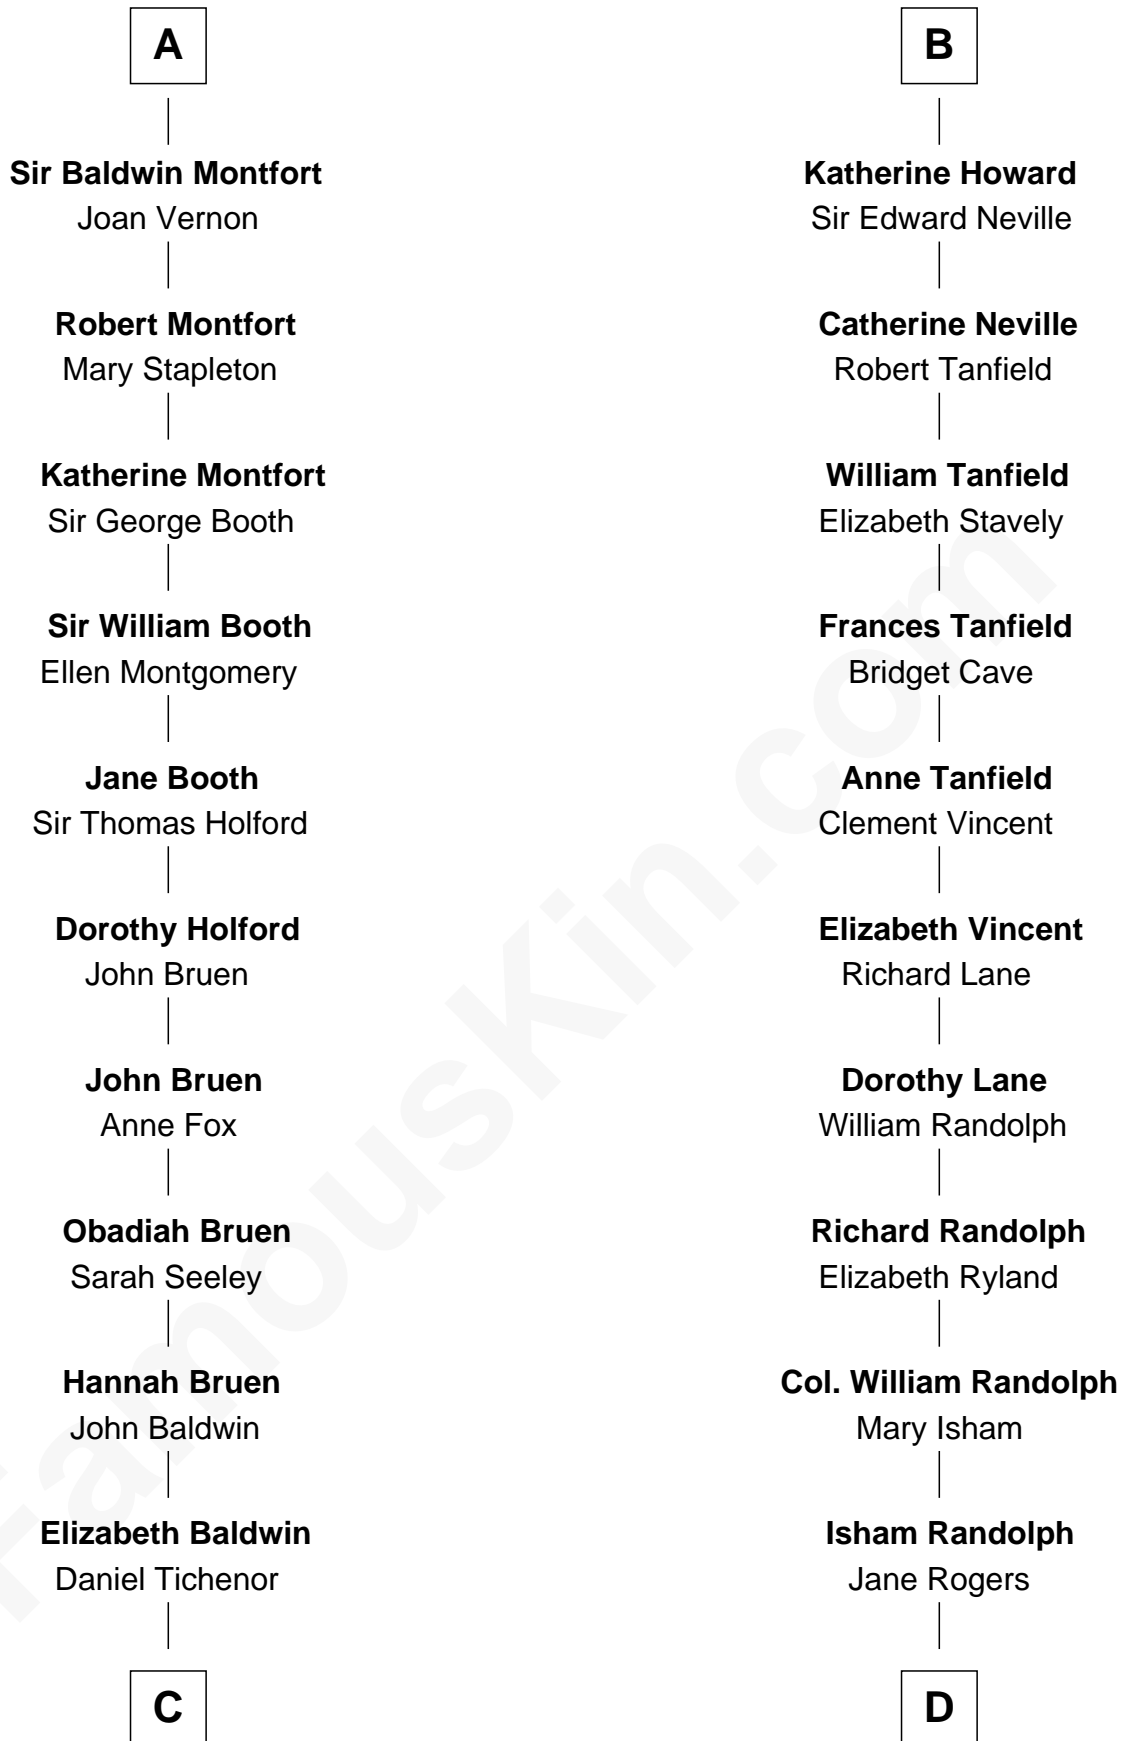 A
Sir Baldwin Montfort
Joan Vernon
Robert Montfort
Mary Stapleton
Katherine Montfort
Sir George Booth
Sir William Booth
Ellen Montgomery
Jane Booth
Sir Thomas Holford
Dorothy Holford
John Bruen
John Bruen
Anne Fox
Obadiah Bruen
Sarah Seeley
Hannah Bruen
John Baldwin
Elizabeth Baldwin
Daniel Tichenor
C
B
Katherine Howard
Sir Edward Neville
Catherine Neville
Robert Tanfield
William Tanfield
Elizabeth Stavely
Frances Tanfield
Bridget Cave
Anne Tanfield
Clement Vincent
Elizabeth Vincent
Richard Lane
Dorothy Lane
William Randolph
Richard Randolph
Elizabeth Ryland
Col. William Randolph
Mary Isham
Isham Randolph
Jane Rogers
D
FamousKin.com